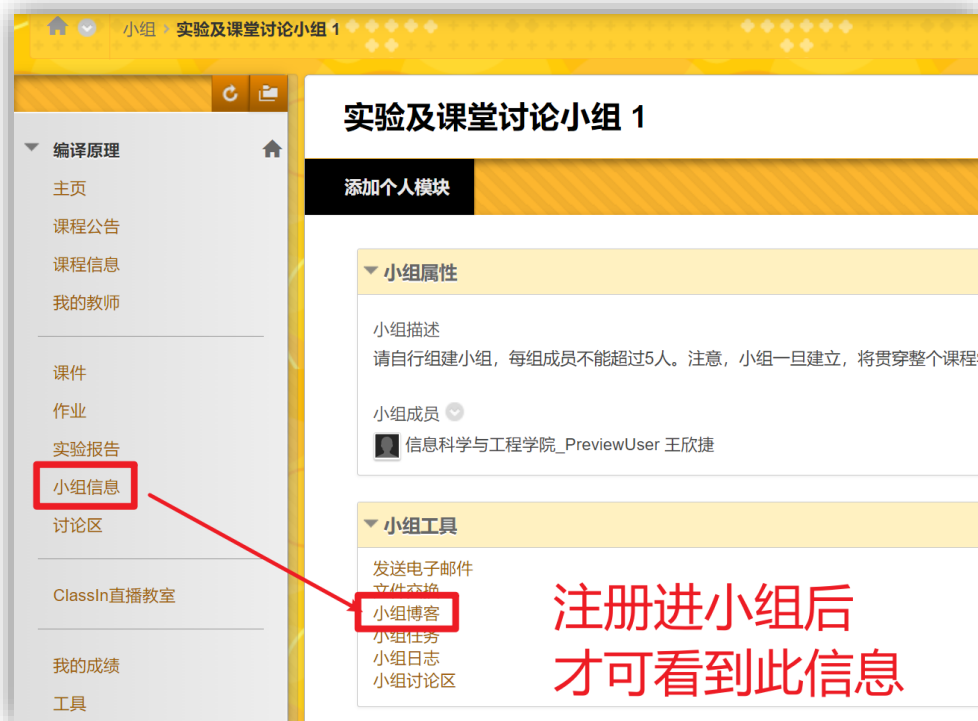 小组 > 实验及课堂讨论小组 1
编译原理
主页
课程公告
课程信息
我的教师
课件
作业
实验报告
小组信息
讨论区
ClassIn直播教室
我的成绩
工具
实验及课堂讨论小组 1
添加个人模块
小组属性
小组描述
请自行组建小组，每组成员不能超过5人。注意，小组一旦建立，将贯穿整个课程
小组成员
信息科学与工程学院_PreviewUser 王欣捷
小组工具
发送电子邮件
文件交换
小组博客
小组任务
小组日志
小组讨论区
注册进小组后
才可看到此信息